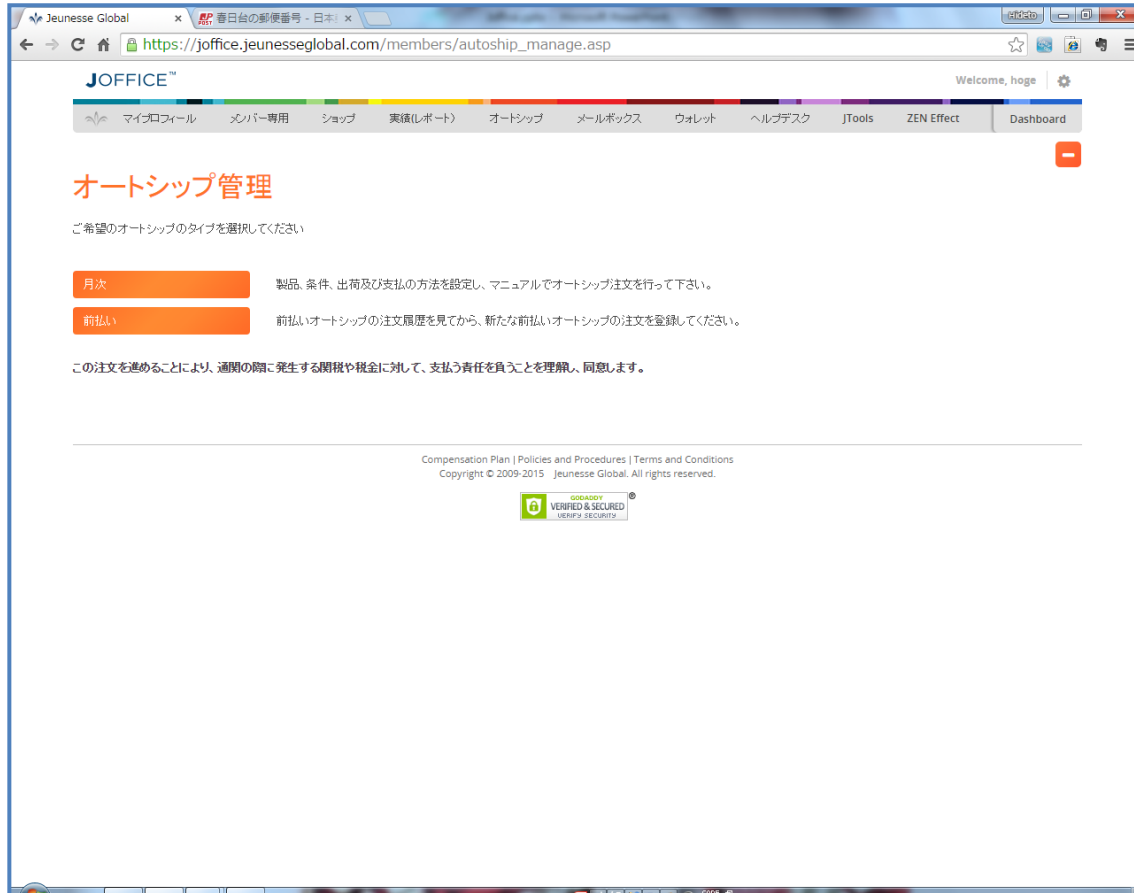 Jeunesse Global
春日台の郵便番号 - 日本
Hideto
https://joffice.jeunesseglobal.com/members/autoship_manage.asp
JOFFICE™
Welcome, hoge
マイプロフィール メンバー専用 ショップ 実績(レポート) オートシップ メールボックス ウォレット ヘルプデスク JTools ZEN Effect Dashboard
オートシップ管理
ご希望のオートシップのタイプを選択してください
月次 製品、条件、出荷及び支払の方法を設定し、マニュアルでオートシップ注文を行って下さい。
前払い 前払いオートシップの注文履歴を見てから、新たな前払いオートシップの注文を登録してください。
この注文を進めることにより、通関の際に発生する関税や税金に対して、支払う責任を負うことを理解し、同意します。
Compensation Plan | Policies and Procedures | Terms and Conditions
Copyright © 2009-2015 Jeunesse Global. All rights reserved.
GODADDY
VERIFIED & SECURED
VERIFY SECURITY